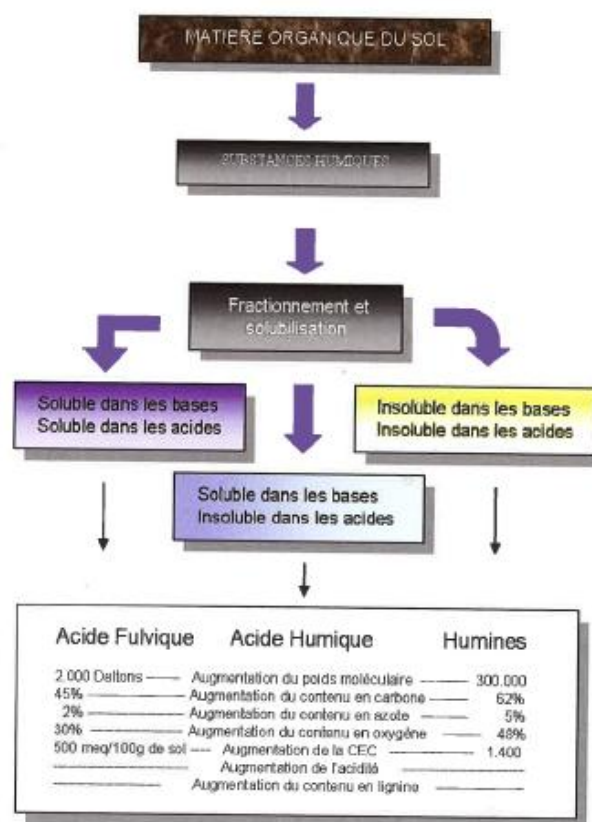 MATIERE ORGANIQUE DU SOL
SUBSTANCES HUMIQUES
Fractionnement et
solubilisation
Soluble dans les bases
Soluble dans les acides
Insoluble dans les bases
Insoluble dans les acides
Soluble dans les bases
Insoluble dans les acides
Acide Fulvique Acide Humique Humines
2.000 Daltons Augmentation du poids moléculaire 300.000
45% Augmentation du contenu en carbone 62%
2% Augmentation du contenu en azote 5%
30% Augmentation du contenu en oxygène 48%
500 meq/100g de sol Augmentation de la CEC 1.400
Augmentation de l'acidité
Augmentation du contenu en lignine